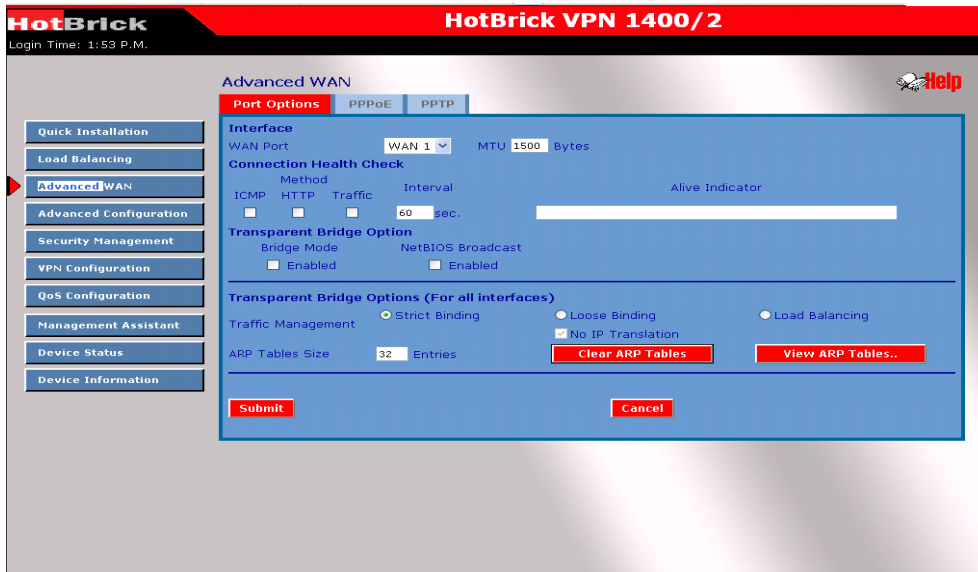 HotBrick
HotBrick VPN 1400/2
Login Time: 1:53 P.M.
Advanced WAN
Help
Port Options PPPoE PPTP
Quick Installation
Load Balancing
Advanced WAN
Advanced Configuration
Security Management
VPN Configuration
QoS Configuration
Management Assistant
Device Status
Device Information
Interface
WAN Port WAN 1 MTU 1500 Bytes
Connection Health Check
Method
ICMP HTTP Traffic Interval Alive Indicator
60 sec.
Transparent Bridge Option
Bridge Mode NetBIOS Broadcast
Enabled Enabled
Transparent Bridge Options (For all interfaces)
Traffic Management Strict Binding Loose Binding Load Balancing
No IP Translation
ARP Tables Size 32 Entries Clear ARP Tables View ARP Tables..
Submit Cancel